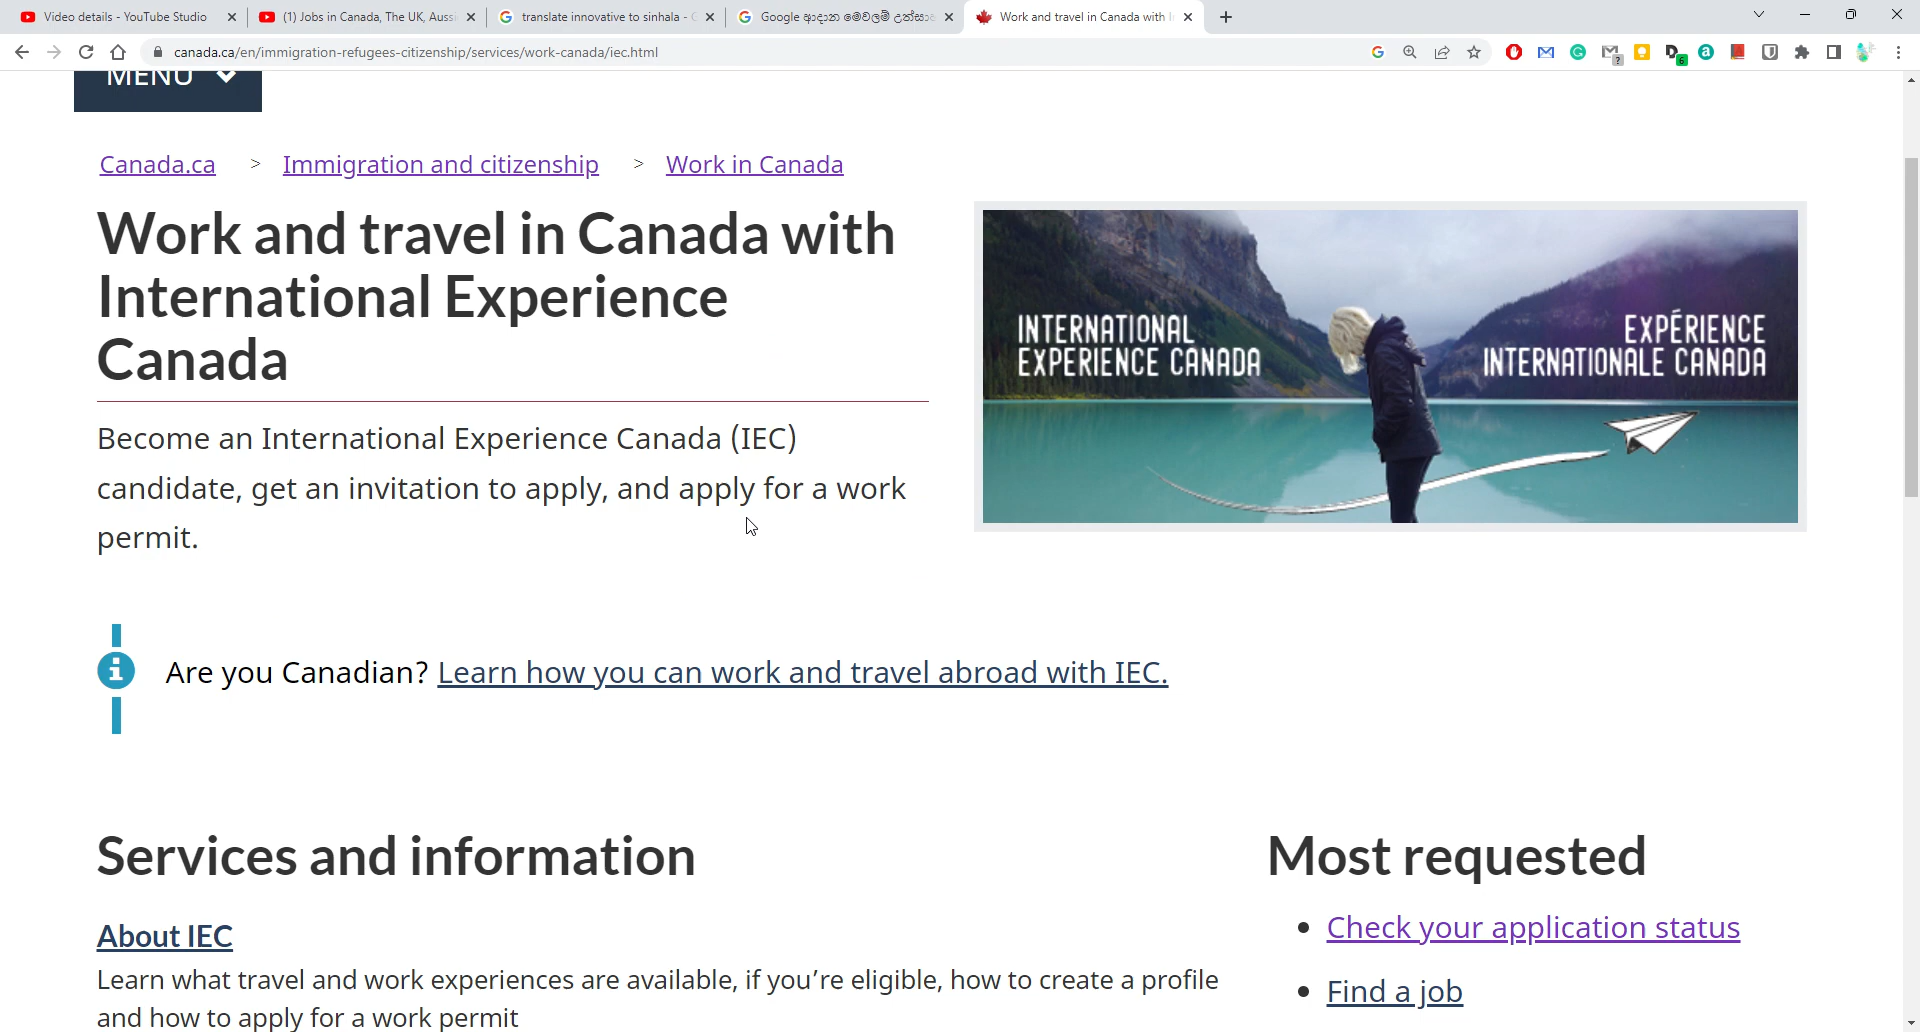 Video details - YouTube Studio
(1) Jobs in Canada, The UK, Aussi
translate innovative to sinhala -
Google ආදාන මෙවලම් උත්සාහ
Work and travel in Canada with I
canada.ca/en/immigration-refugees-citizenship/services/work-canada/iec.html
MENU
Canada.ca > Immigration and citizenship > Work in Canada
Work and travel in Canada with
International Experience
Canada
INTERNATIONAL
EXPERIENCE CANADA
EXPÉRIENCE
INTERNATIONALE CANADA
Become an International Experience Canada (IEC)
candidate, get an invitation to apply, and apply for a work
permit.
Are you Canadian? Learn how you can work and travel abroad with IEC.
Services and information
Most requested
About IEC
Learn what travel and work experiences are available, if you’re eligible, how to create a profile
and how to apply for a work permit
Check your application status
Find a job